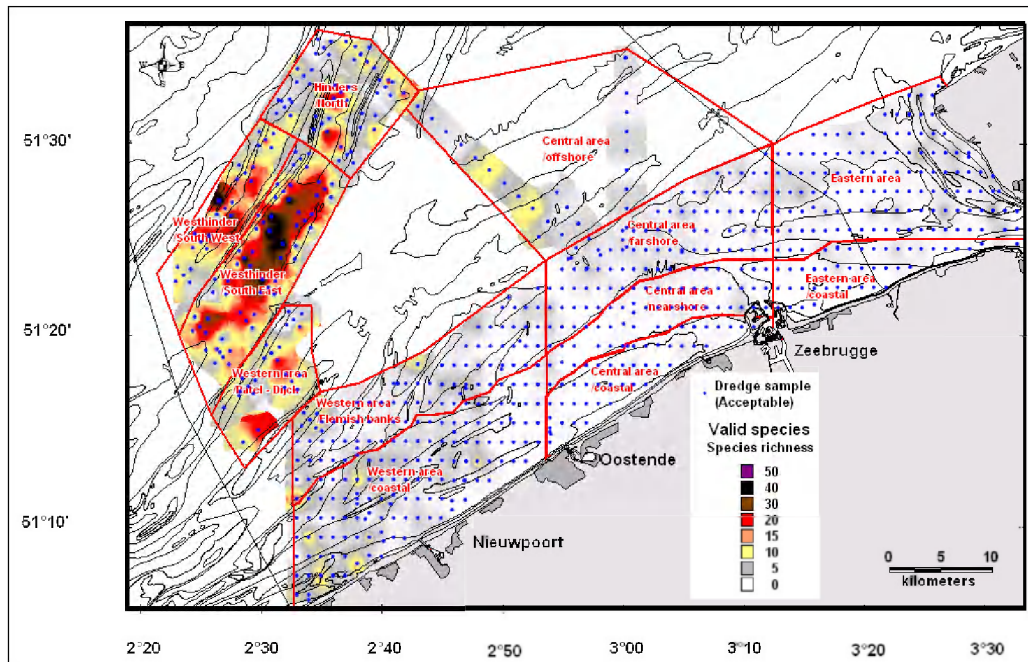 51°30'
51°20'
51°10'
2°20
2°30
2°40
2°50
3°00
3°10
3°20
3°30
Hinders
North
Westhinder
/South West
Westhinder
/South East
Western area
Western area
Flemish banks
Western area
/coastal
Central area
/offshore
Central area
/farshore
Central area
/nearshore
Central area
/coastal
Eastern area
Eastern area
/coastal
Zeebrugge
Oostende
Nieuwpoort
Dredge sample
(Acceptable)
Valid species
Species richness
50
40
30
20
15
10
5
0
0
5
10
kilometers